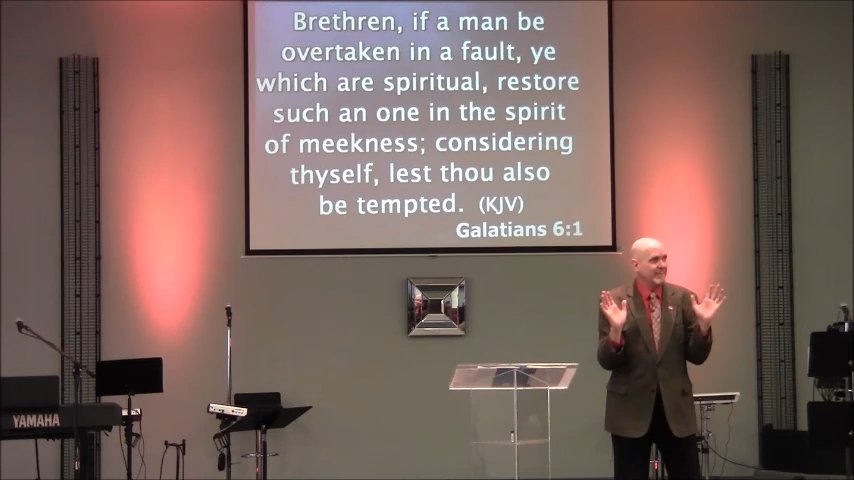 Brethren, if a man be
overtaken in a fault, ye
which are spiritual, restore
such an one in the spirit
of meekness; considering
thyself, lest thou also
be tempted. (KJV)
Galatians 6:1
YAMAHA